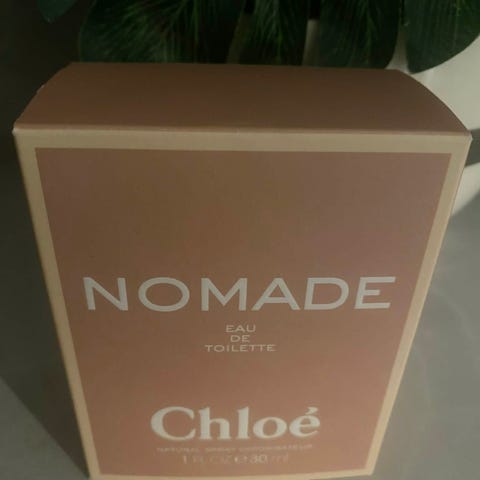 NOMADE
EAU
DE
TOILETTE
Chloé
NATURAL SPRAY VAPORISATEUR
1 FL OZ e 30 ml